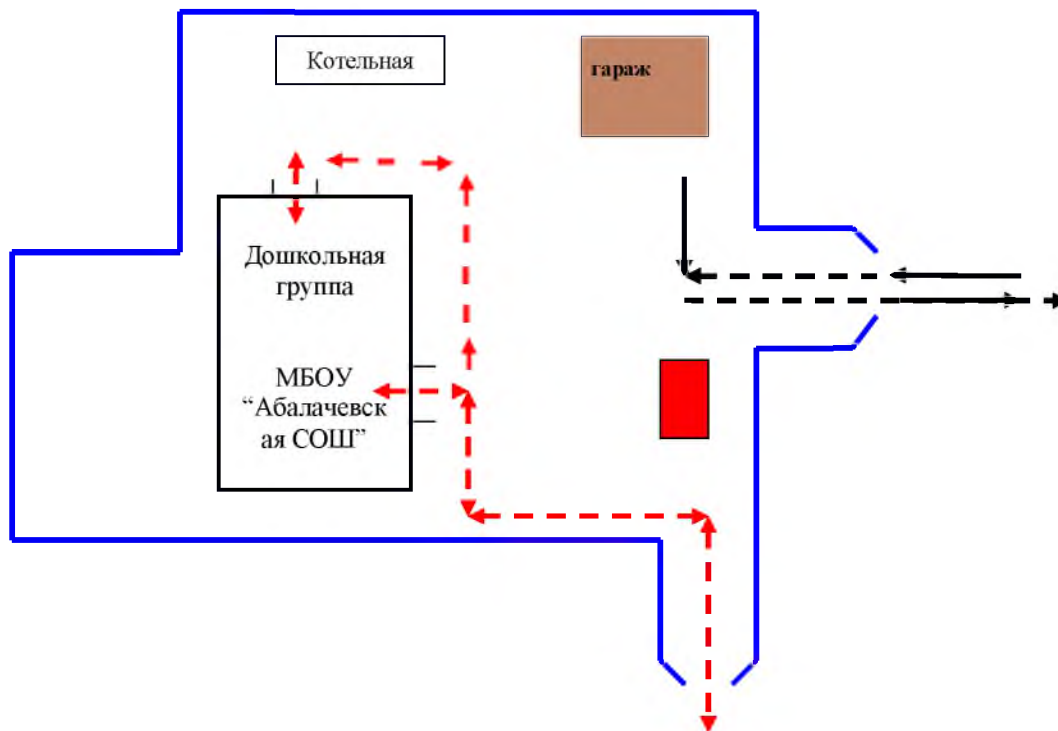 Котельная
гараж
Дошкольная
группа
МБОУ
“Абалачевск
ая СОШ”